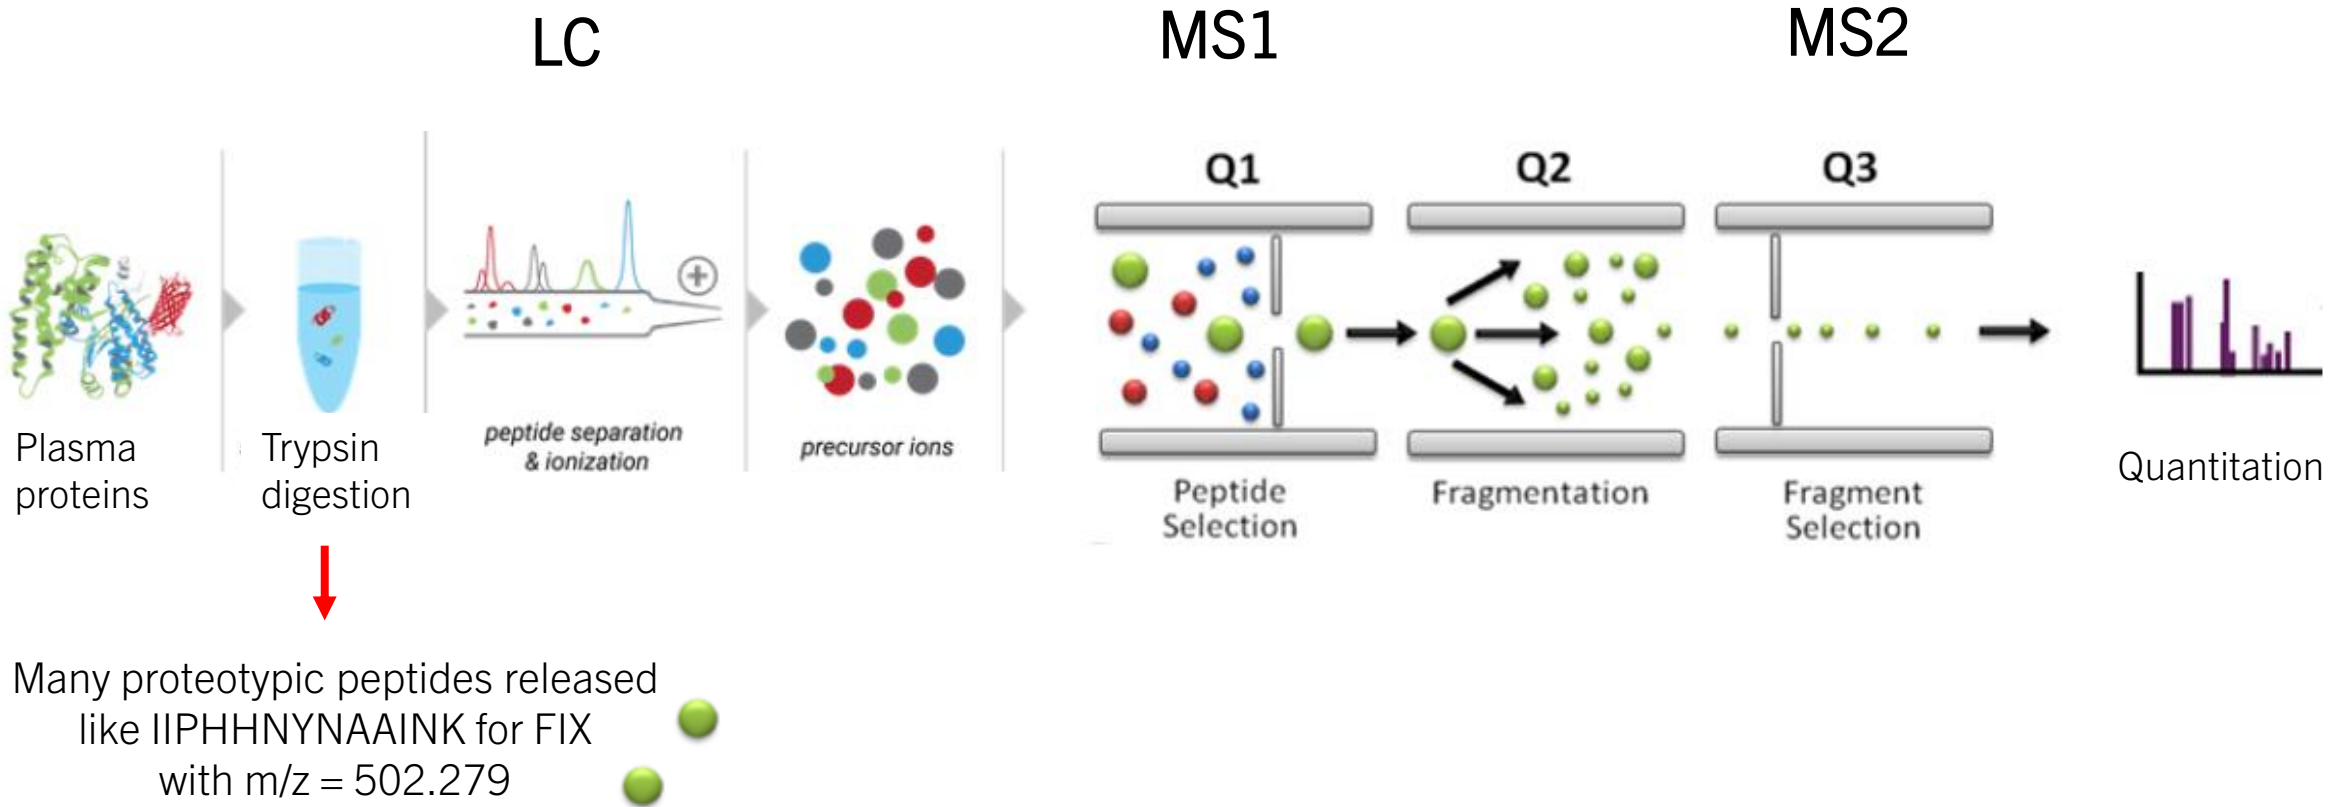 LC
MS1
MS2
Q1
Q2
Q3
Plasma
proteins
Trypsin
digestion
peptide separation
& ionization
precursor ions
Peptide
Selection
Fragmentation
Fragment
Selection
Quantitation
Many proteotypic peptides released
like IIPHHNYNAAINK for FIX
with m/z = 502.279